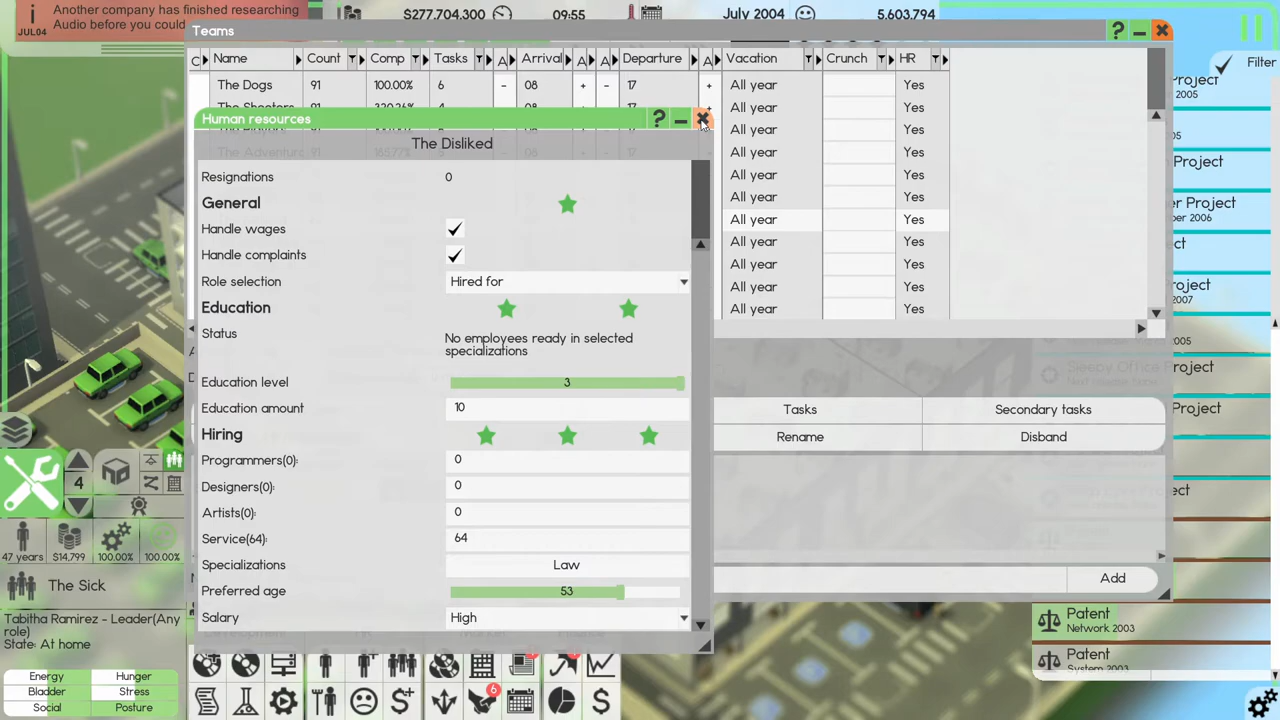 Another company has finished researching
Audio before you could
JUL04
$277,704,300
09:55
July 2004
5,603,794
Teams
?
Filter
C Name Count Comp Tasks A Arrival A A Departure A Vacation Crunch HR
The Dogs 91 100.00% 6 - 08 + - 17 + All year Yes
All year Yes
All year Yes
All year Yes
All year Yes
All year Yes
All year Yes
All year Yes
All year Yes
All year Yes
All year Yes
Human resources
?
The Disliked
Resignations 0
General
Handle wages
Handle complaints
Role selection Hired for
Education
Status No employees ready in selected
specializations
Education level 3
Education amount 10
Hiring
Programmers(0): 0
Designers(0): 0
Artists(0): 0
Service(64): 64
Specializations Law
Preferred age 53
Salary High
Tasks Secondary tasks
Rename Disband
Add
Project
2005
Project
Project
2006
2007
2005
Sleepy Office Project
Project
Patent
Network 2003
Patent
System 2003
4
47 years $14,799 100.00% 100.00%
The Sick
Tabitha Ramirez - Leader(Any
role)
State: At home
Energy Hunger
Bladder Stress
Social Posture
6